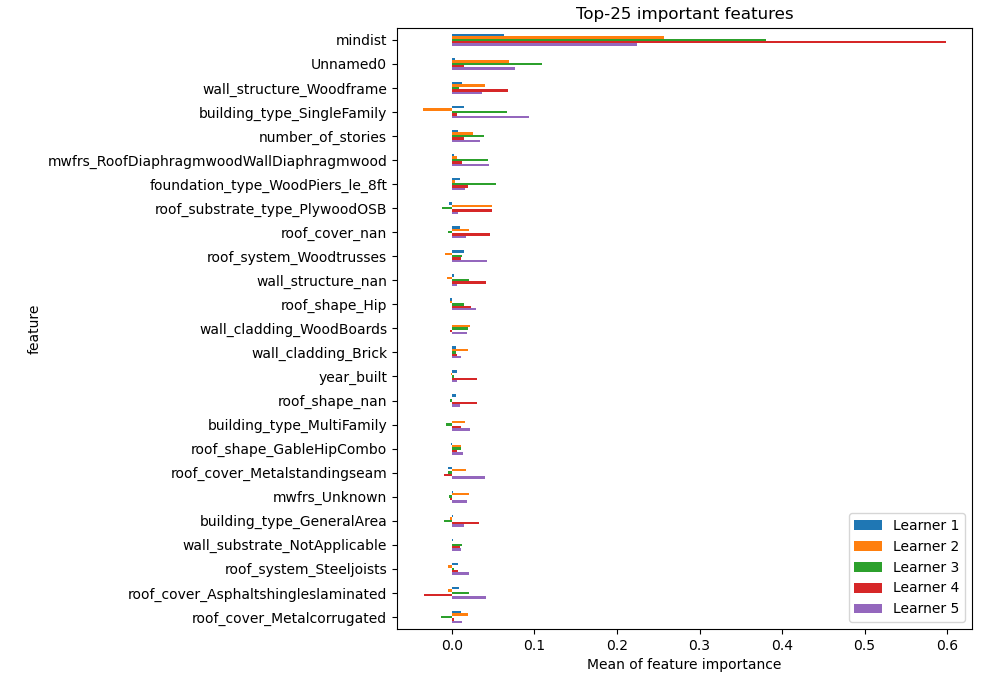 Top-25 important features
mindist
Unnamed0
wall_structure_Woodframe
building_type_SingleFamily
number_of_stories
mwfrs_RoofDiaphragmwoodWallDiaphragmwood
foundation_type_WoodPiers_le_8ft
roof_substrate_type_PlywoodOSB
roof_cover_nan
roof_system_Woodtrusses
wall_structure_nan
roof_shape_Hip
wall_cladding_WoodBoards
wall_cladding_Brick
year_built
roof_shape_nan
building_type_MultiFamily
roof_shape_GableHipCombo
roof_cover_Metalstandingseam
mwfrs_Unknown
building_type_GeneralArea
wall_substrate_NotApplicable
roof_system_Steeljoists
roof_cover_Asphaltshingleslaminated
roof_cover_Metalcorrugated
feature
Learner 1
Learner 2
Learner 3
Learner 4
Learner 5
0.0 0.1 0.2 0.3 0.4 0.5 0.6
Mean of feature importance